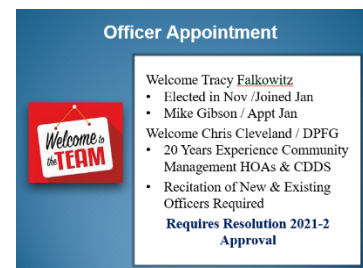 Officer Appointment
Welcome to
the TEAM
Welcome Tracy Falkowitz
• Elected in Nov /Joined Jan
• Mike Gibson / Appt Jan
Welcome Chris Cleveland / DPFG
• 20 Years Experience Community
Management HOAs & CDDS
• Recitation of New & Existing
Officers Required
Requires Resolution 2021-2
Approval